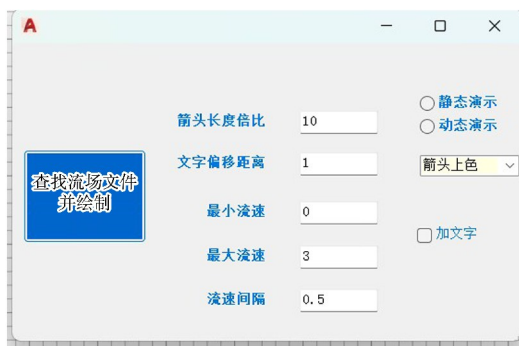 静态演示
箭头长度倍比 10
动态演示
文字偏移距离 1
箭头上色
查找流场文件
并绘制
最小流速 0
加文字
最大流速 3
流速间隔 0.5